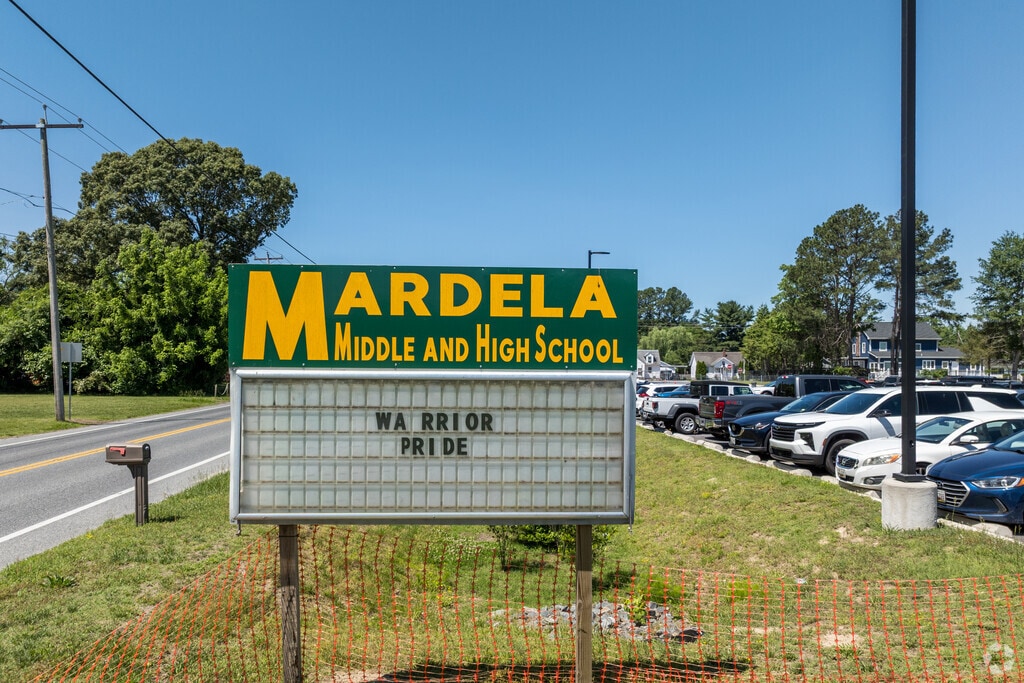 MARDELA
MIDDLE AND HIGH SCHOOL
WA RRIOR
PRIDE